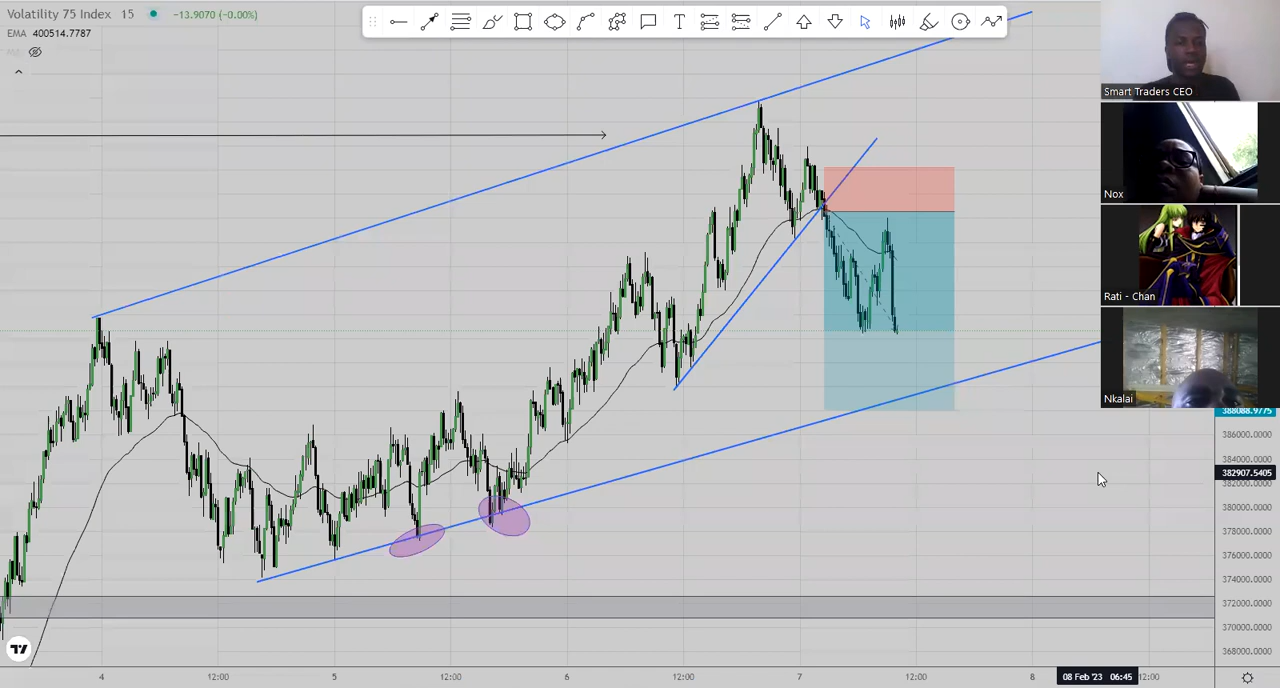 Volatility 75 Index 15 −13.9070 (−0.00%)
EMA 400514.7787
T
Smart Traders CEO
Nox
Rati - Chan
Nkalai
388088.9775
386000.0000
384000.0000
382907.5405
382000.0000
380000.0000
378000.0000
376000.0000
374000.0000
372000.0000
370000.0000
368000.0000
4 12:00 5 12:00 6 12:00 7 12:00 8 08 Feb '23 06:45 12:00